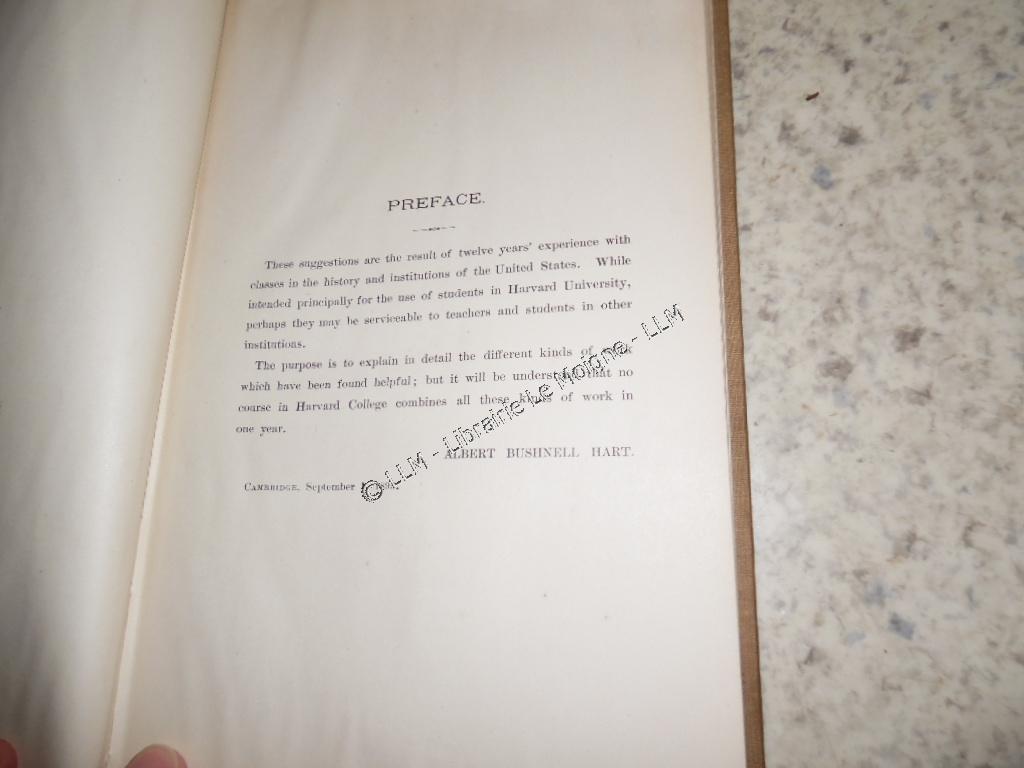 PREFACE.
These suggestions are the result of twelve years' experience with
classes in the history and institutions of the United States. While
intended principally for the use of students in Harvard University,
perhaps they may be serviceable to teachers and students in other
institutions.
The purpose is to explain in detail the different kinds of
which have been found helpful; but it will be understood that no
course in Harvard College combines all these kinds of work in
one year.
ALBERT BUSHNELL HART.
CAMBRIDGE, September
© LLM - Librairie Le Moigne - LLM